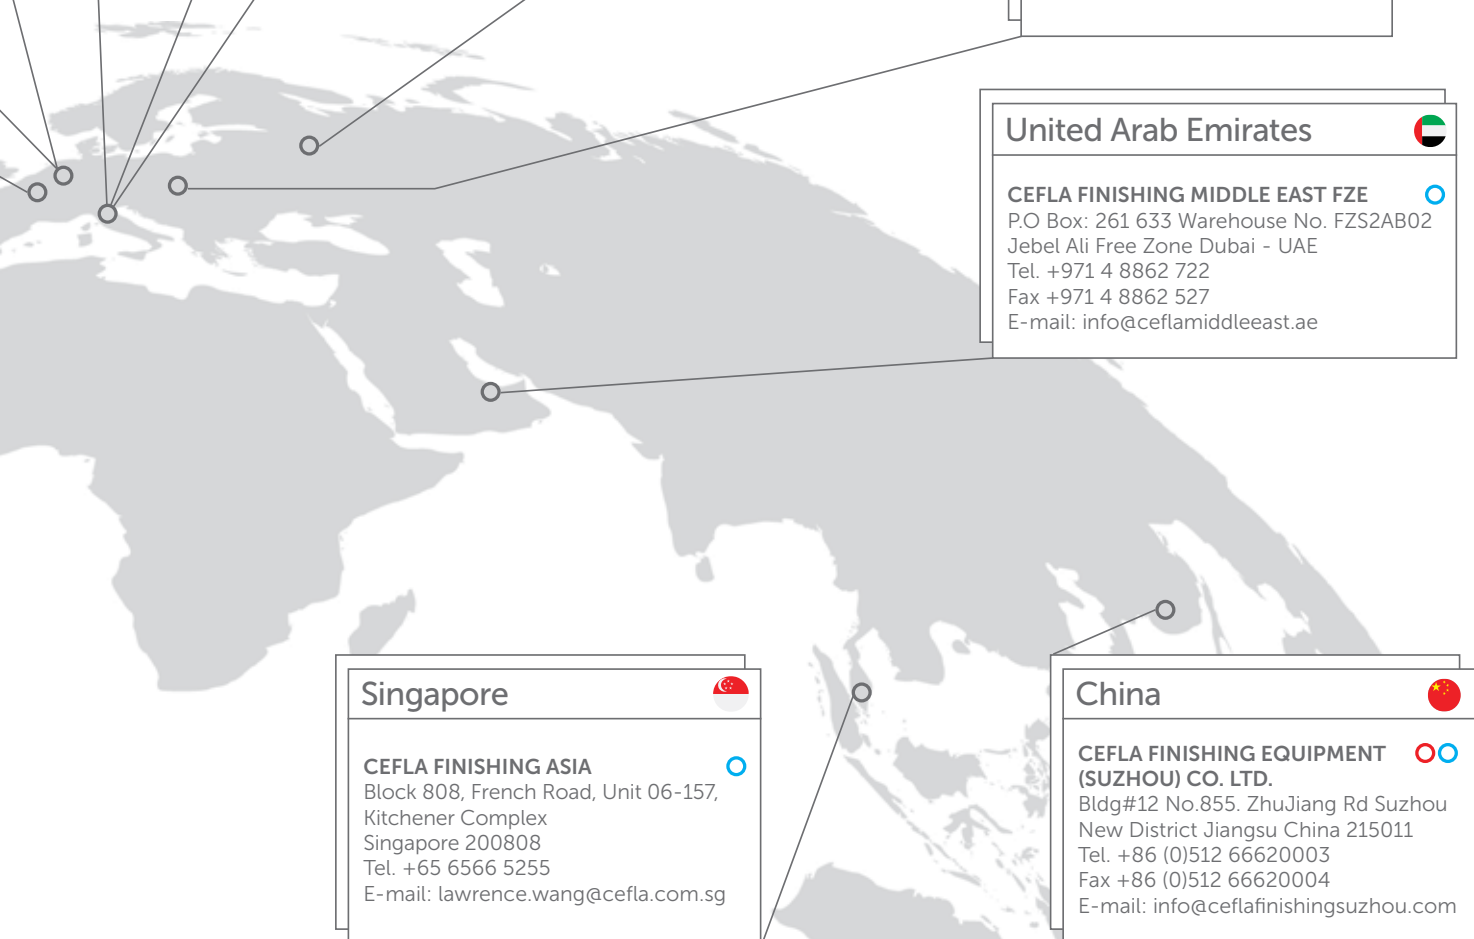 United Arab Emirates
CEFLA FINISHING MIDDLE EAST FZE
P.O Box: 261 633 Warehouse No. FZS2AB02
Jebel Ali Free Zone Dubai - UAE
Tel. +971 4 8862 722
Fax +971 4 8862 527
E-mail: info@ceflamiddleeast.ae
Singapore
CEFLA FINISHING ASIA
Block 808, French Road, Unit 06-157,
Kitchener Complex
Singapore 200808
Tel. +65 6566 5255
E-mail: lawrence.wang@cefla.com.sg
China
CEFLA FINISHING EQUIPMENT
(SUZHOU) CO. LTD.
Bldg#12 No.855. ZhuJiang Rd Suzhou
New District Jiangsu China 215011
Tel. +86 (0)512 66620003
Fax +86 (0)512 66620004
E-mail: info@ceflafinishingsuzhou.com